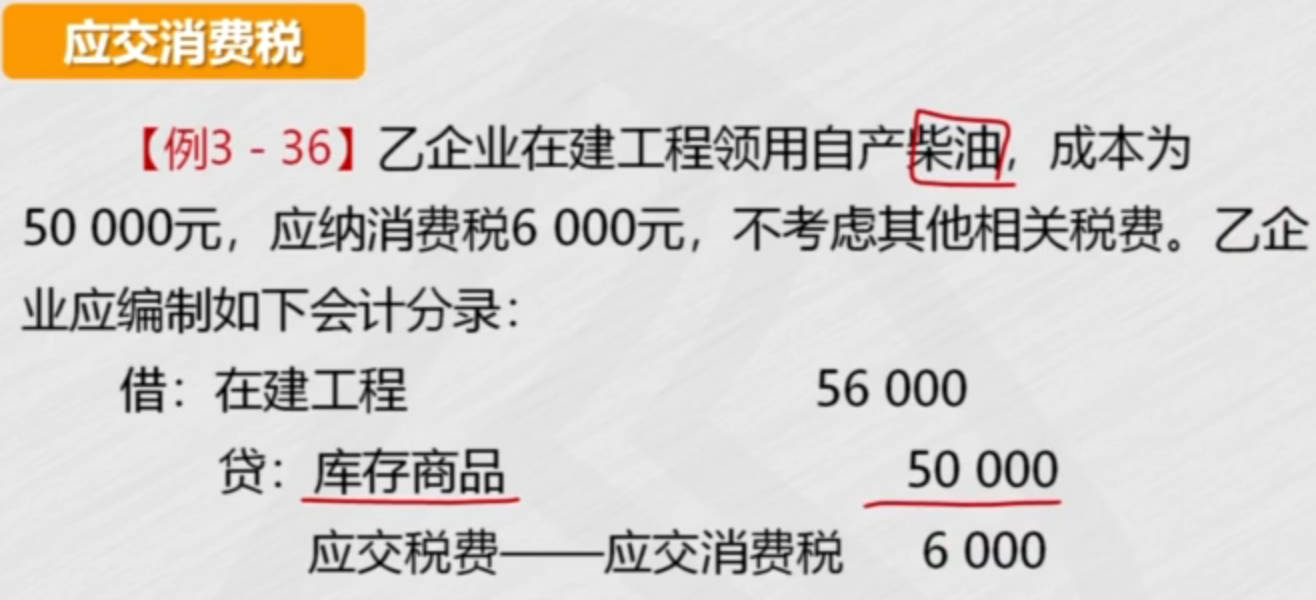 应交消费税
【例3-36】乙企业在建工程领用自产柴油，成本为
50 000元，应纳消费税6 000元，不考虑其他相关税费。乙企
业应编制如下会计分录：
借：在建工程 56 000
贷：库存商品 50 000
应交税费——应交消费税 6 000